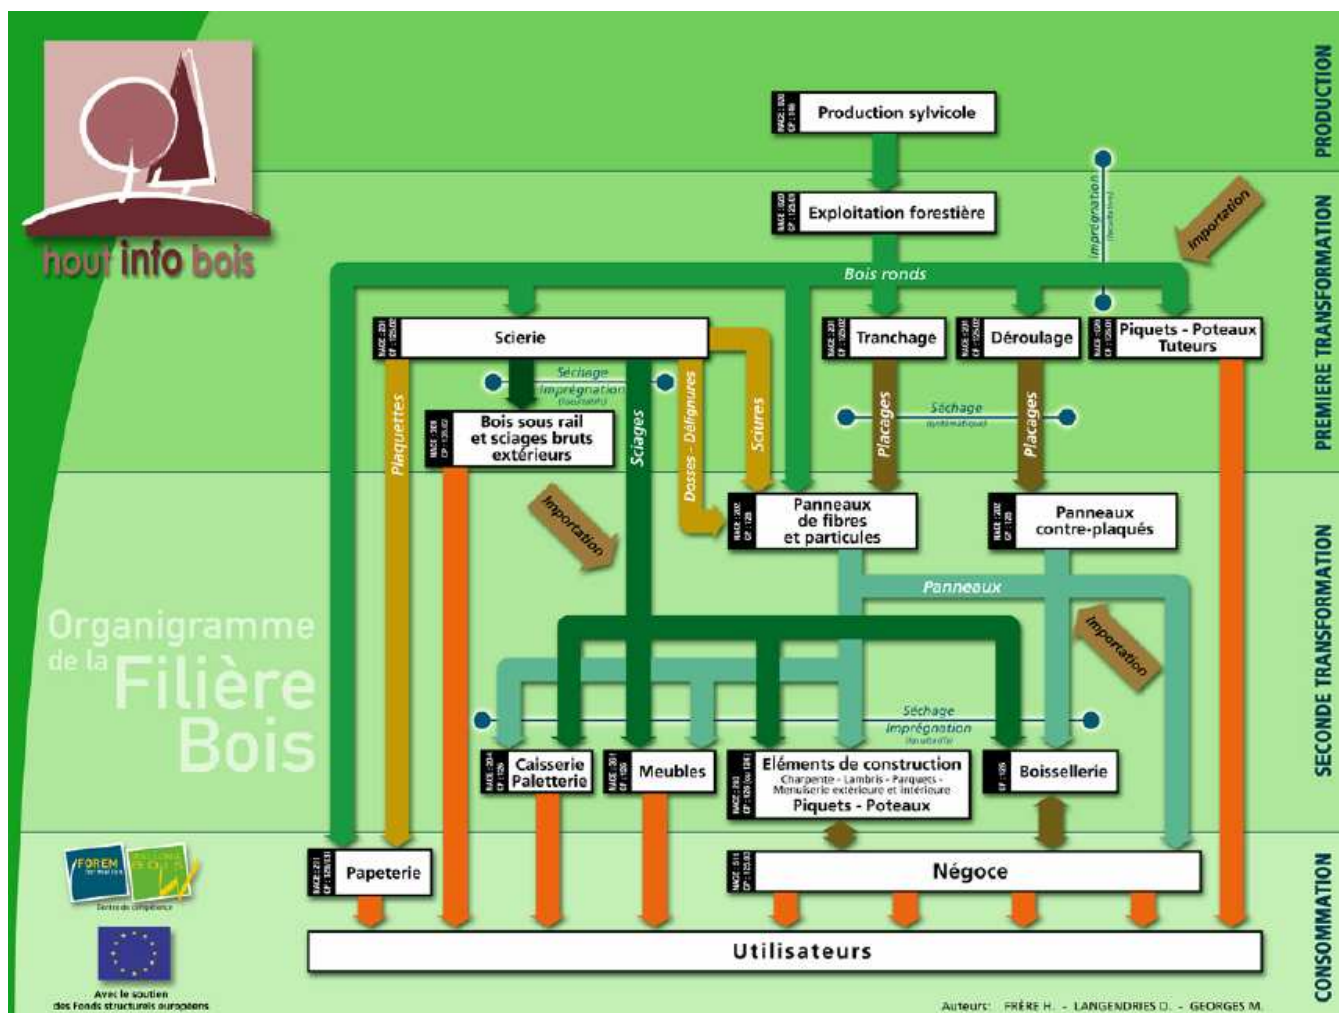 hout info bois
Production sylvicole
PRODUCTION
Exploitation forestière
Importation
Imprégnation
Bois ronds
Scierie
Tranchage
Déroulage
Piquets - Poteaux
Tuteurs
PREMIERE TRANSFORMATION
Séchage
Imprégnation
Séchage
(systématique)
Plaquettes
Bois sous rail
et sciages bruts
extérieurs
Sciages
Dosses - Délignures
Sciures
Placages
Placages
Importation
Panneaux
de fibres
et particules
Panneaux
contre-plaqués
Panneaux
Importation
Organigramme
de la
Filière
Bois
SECONDE TRANSFORMATION
Séchage
Imprégnation
Caisserie
Paletterie
Meubles
Eléments de construction
Charpente - Lambris - Parquets -
Menuiserie extérieure et intérieure
Piquets - Poteaux
Boissellerie
FOREM
Centre de compétence
Papeterie
Négoce
CONSOMMATION
Utilisateurs
Avec le soutien
des Fonds structurels européens
Auteurs: FRÈRE H. - LANGENDRIES D. - GEORGES M.